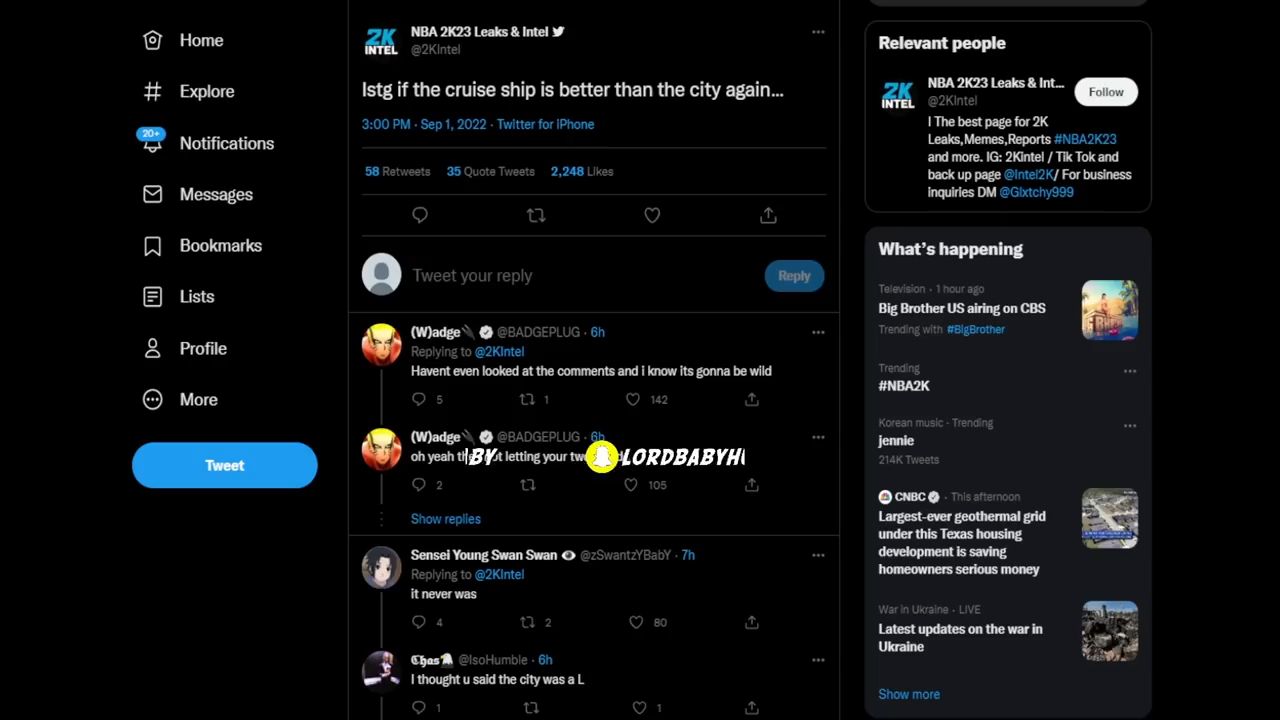 Home
Explore
20+
Notifications
Messages
Bookmarks
Lists
Profile
More
Tweet
2K
INTEL
NBA 2K23 Leaks & Intel
@2KIntel
Istg if the cruise ship is better than the city again...
3:00 PM · Sep 1, 2022 · Twitter for iPhone
58 Retweets 35 Quote Tweets 2,248 Likes
Tweet your reply
Reply
(W)adge @BADGEPLUG · 6h
Replying to @2KIntel
Havent even looked at the comments and i know its gonna be wild
5 1 142
(W)adge @BADGEPLUG · 6h
oh yeah letting your
BY LORDBABYH
2 105
Show replies
Sensei Young Swan Swan @zSwantzYBabY · 7h
Replying to @2KIntel
it never was
4 2 80
Chas @IsoHumble · 6h
I thought u said the city was a L
1 1
Relevant people
2K
INTEL
NBA 2K23 Leaks & Int...
@2KIntel
Follow
I The best page for 2K
Leaks,Memes,Reports #NBA2K23
and more. IG: 2Kintel / Tik Tok and
back up page @Intel2K/ For business
inquiries DM @Glxtchy999
What's happening
Television · 1 hour ago
Big Brother US airing on CBS
Trending with #BigBrother
Trending
#NBA2K
Korean music · Trending
jennie
214K Tweets
CNBC · This afternoon
Largest-ever geothermal grid
under this Texas housing
development is saving
homeowners serious money
War in Ukraine · LIVE
Latest updates on the war in
Ukraine
Show more